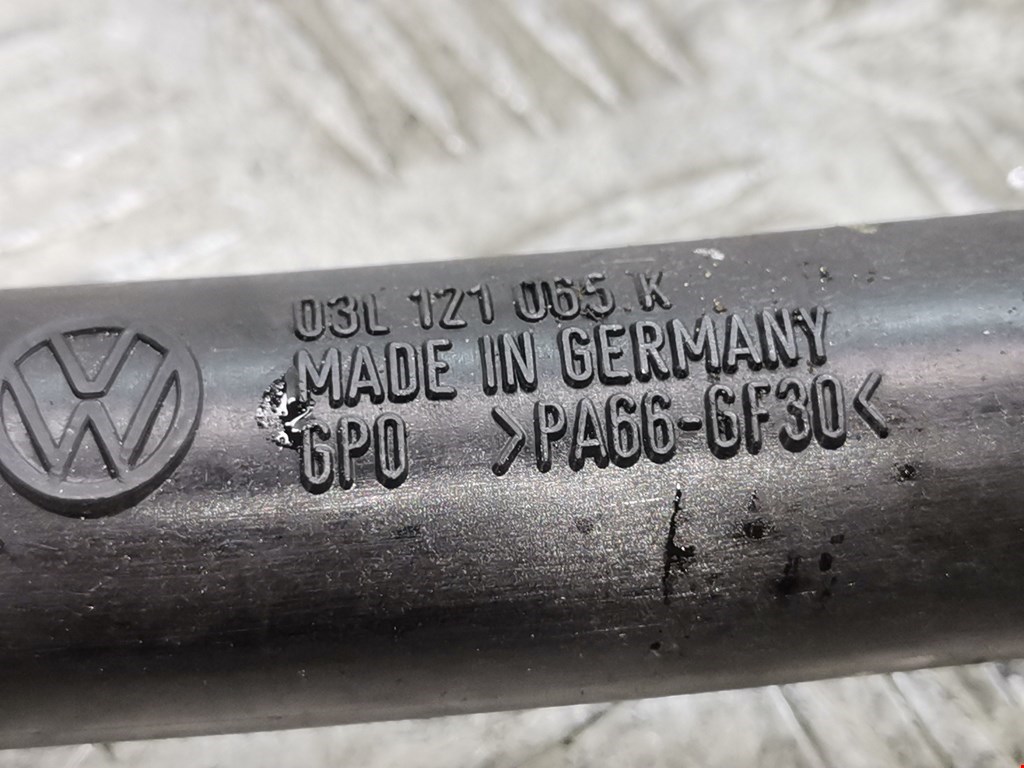 03L 121 065 K
MADE IN GERMANY
GPO >PA66-GF30<